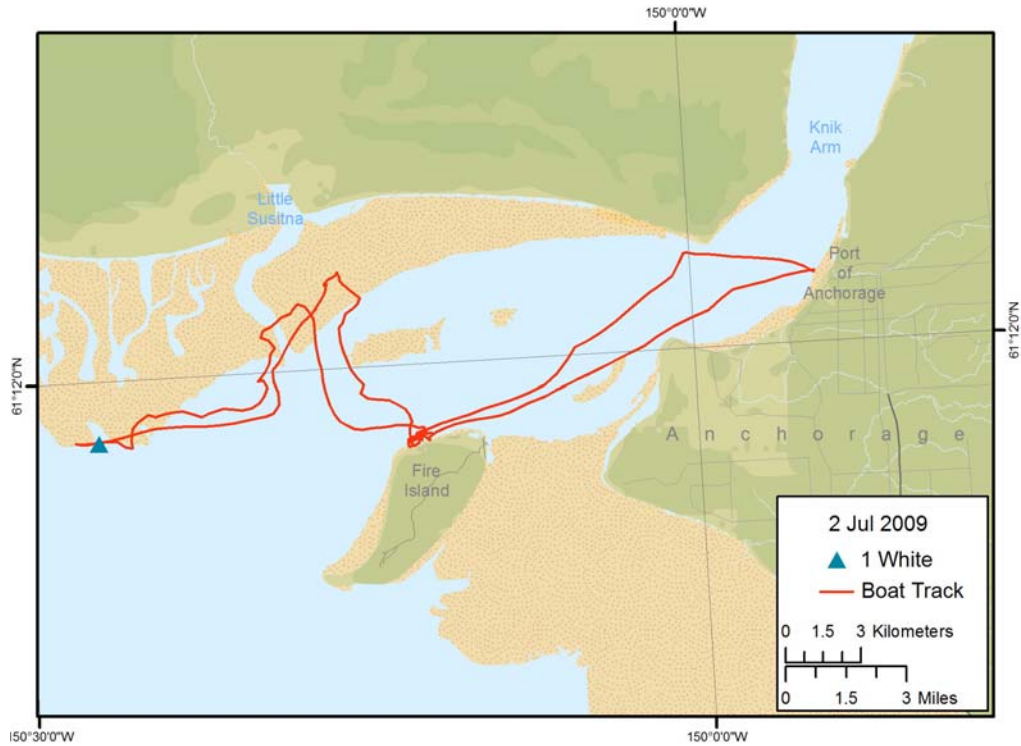 150°0'0"W
Knik
Arm
Little
Susitna
Port
of
Anchorage
61°12'0"N
61°12'0"N
Anchorage
Fire
Island
2 Jul 2009
1 White
Boat Track
0 1.5 3 Kilometers
0 1.5 3 Miles
150°30'0"W
150°0'0"W